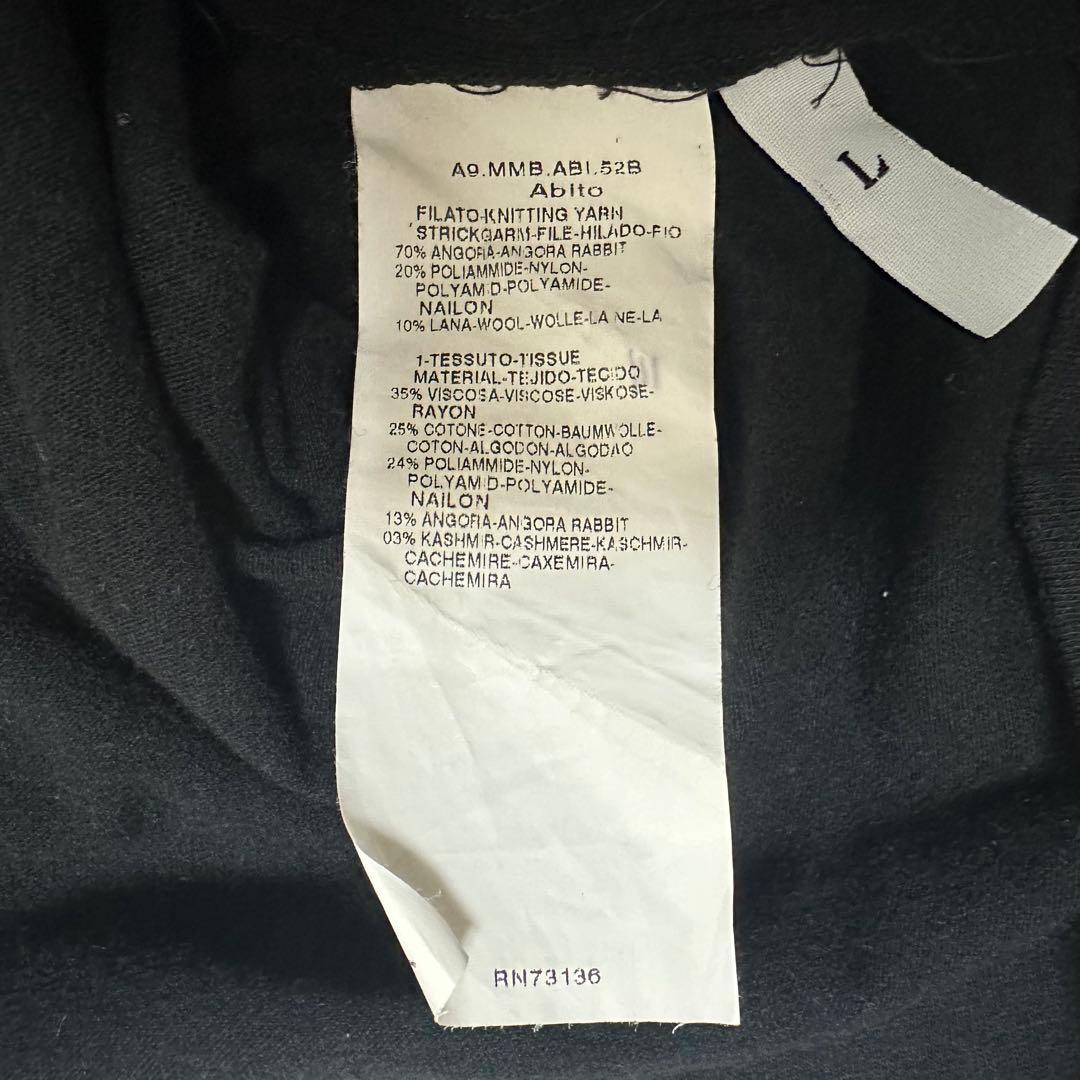 A9.MMB.ABI.52B
Abito
FILATO-KNITTING YARN
STRICKGARN-FILE-HILADO-FIO
70% ANGORA-ANGORA RABBIT
20% POLIAMMIDE-NYLON-
POLYAMID-POLYAMIDE-
NAILON
10% LANA-WOOL-WOLLE-LAINE-LA
1-TESSUTO-TISSUE
MATERIAL-TEJIDO-TECIDO
35% VISCOSA-VISCOSE-VISKOSE-
RAYON
25% COTONE-COTTON-BAUMWOLLE-
COTON-ALGODON-ALGODAO
24% POLIAMMIDE-NYLON-
POLYAMID-POLYAMIDE-
NAILON
13% ANGORA-ANGORA RABBIT
03% KASHMIR-CASHMERE-KASCHMIR-
CACHEMIRE-CAXEMIRA-
CACHEMIRA
RN73136
L